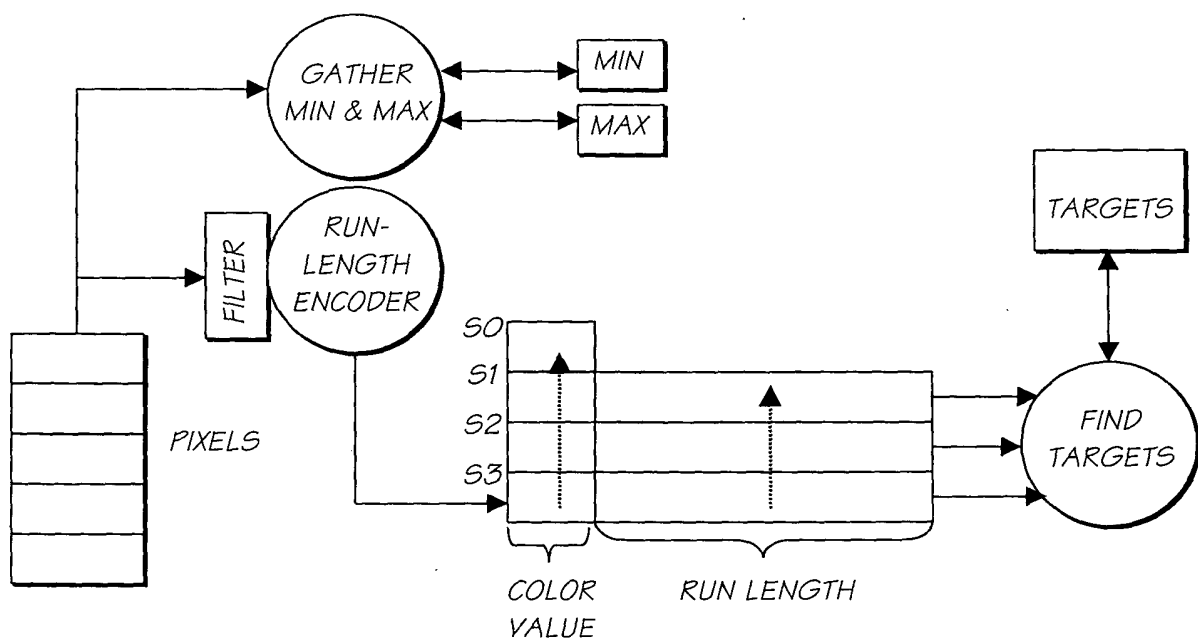 GATHER
MIN & MAX
MIN
MAX
TARGETS
FILTER
RUN-
LENGTH
ENCODER
S0
S1
S2
S3
PIXELS
FIND
TARGETS
COLOR
VALUE
RUN LENGTH